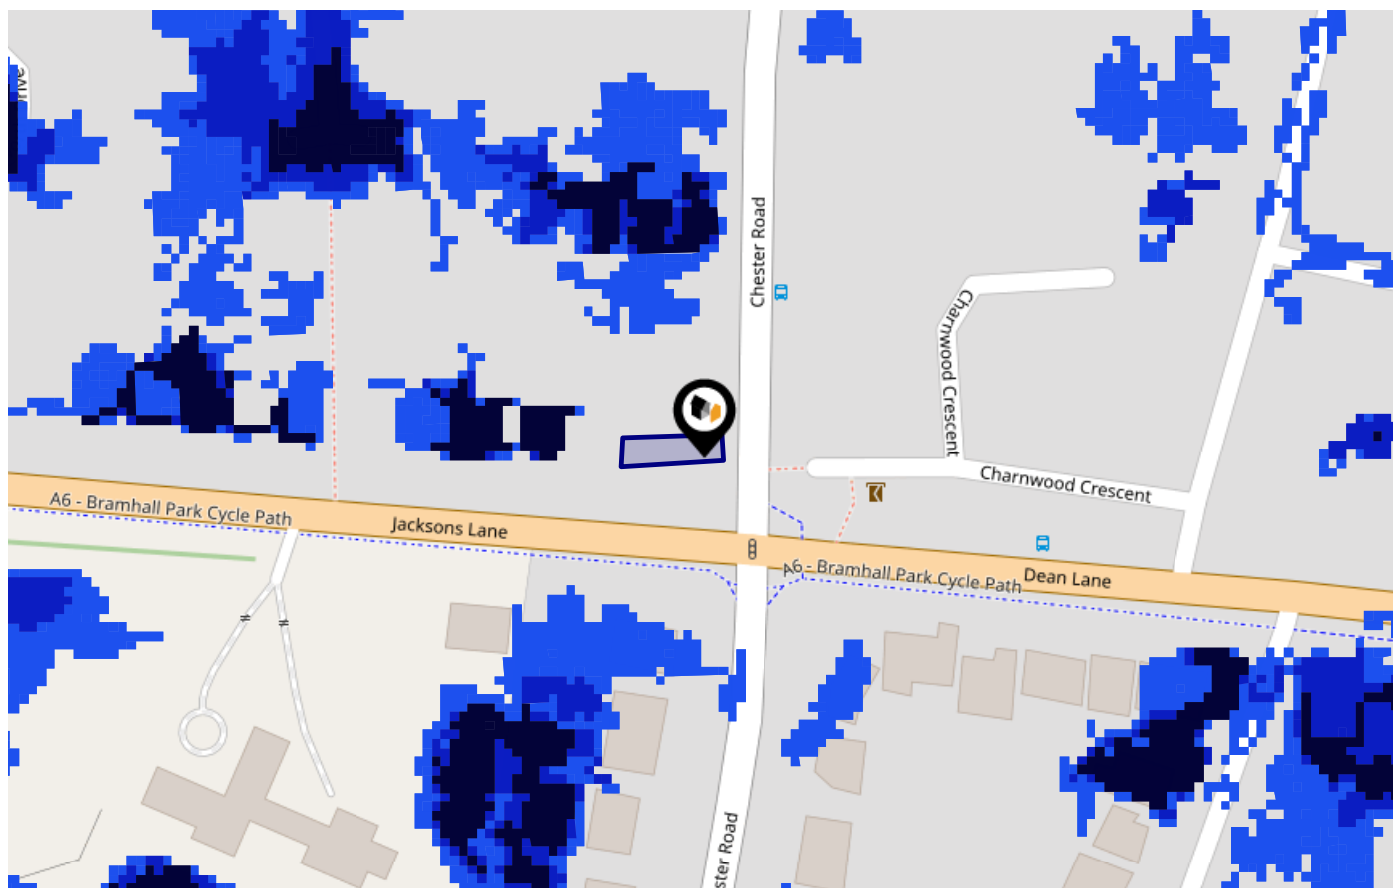 Chester Road
Charnwood Crescent
Charnwood Crescent
A6 - Bramhall Park Cycle Path
Jacksons Lane
A6 - Bramhall Park Cycle Path
Dean Lane
ster Road